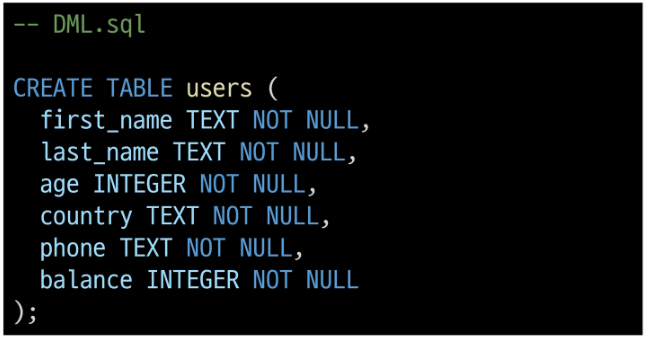 -- DML.sql
CREATE TABLE users (
first_name TEXT NOT NULL,
last_name TEXT NOT NULL,
age INTEGER NOT NULL,
country TEXT NOT NULL,
phone TEXT NOT NULL,
balance INTEGER NOT NULL
);